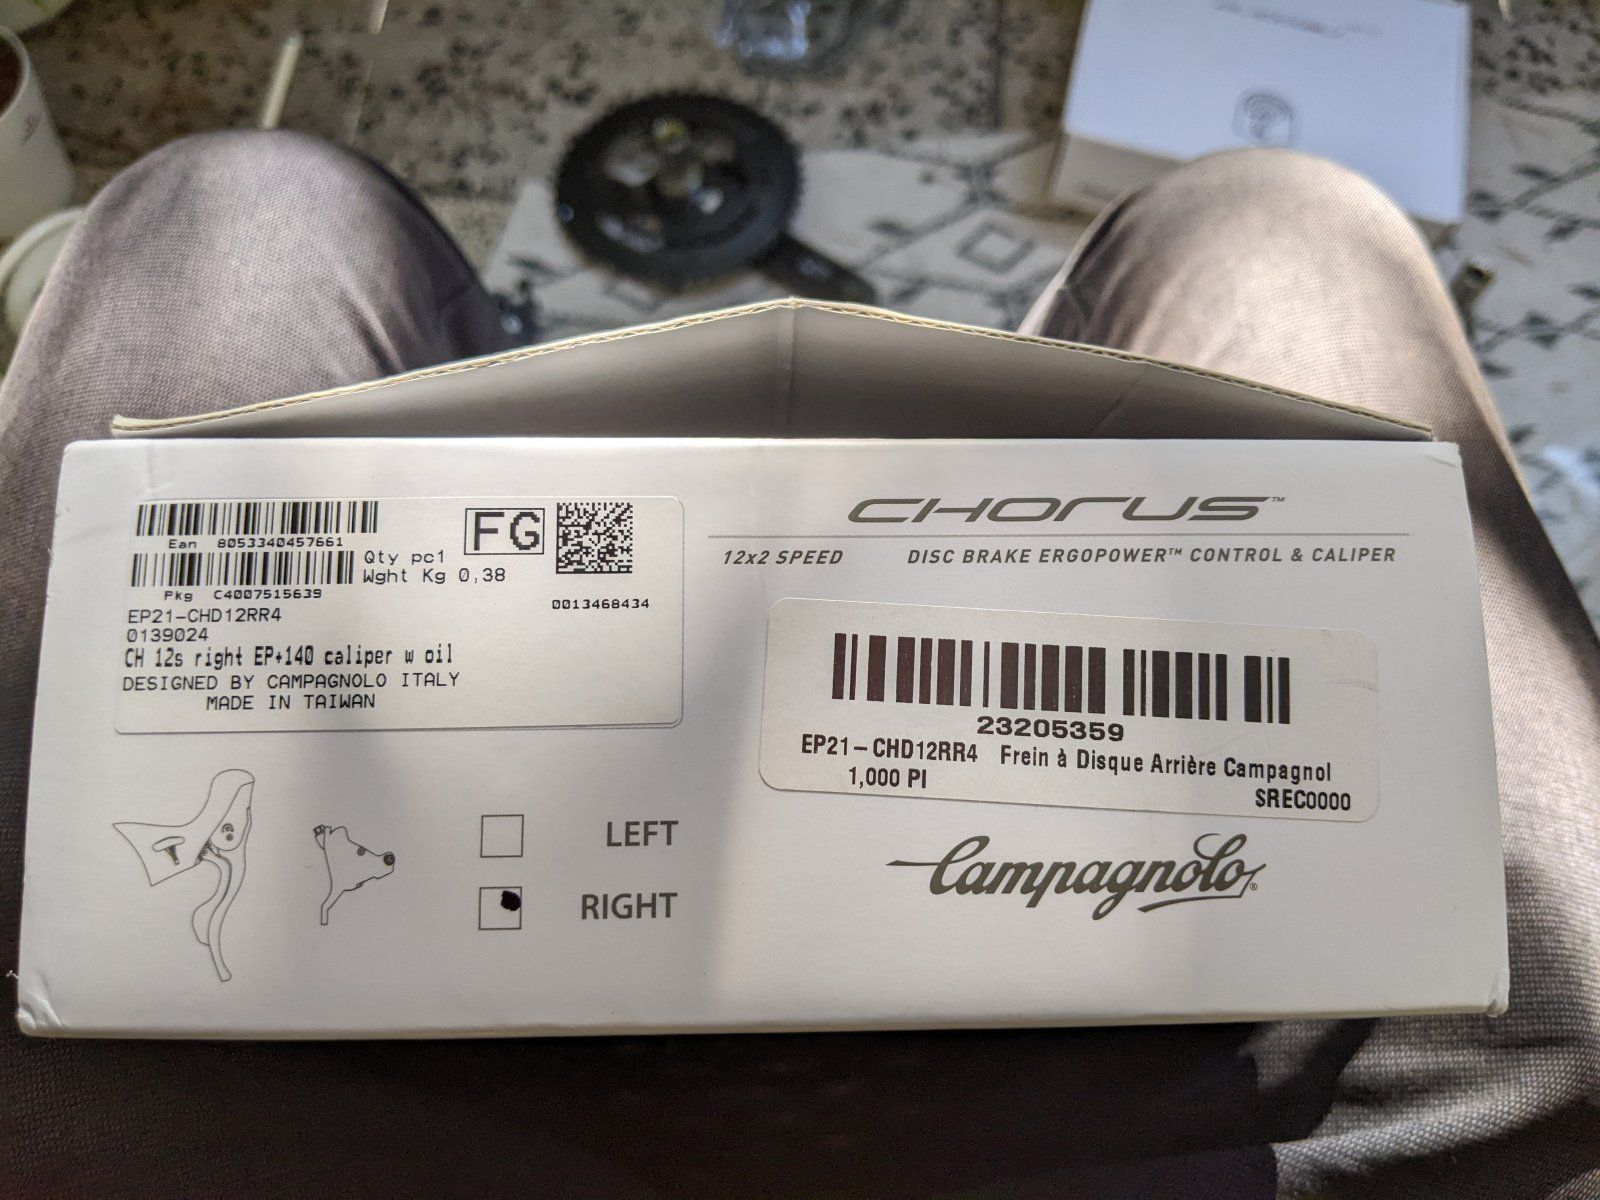 Ean 8053340457661
Qty pc1
Wght Kg 0,38
Pkg C4007515639
FG
0013468434
EP21-CHD12RR4
0139024
CH 12s right EP+140 caliper w oil
DESIGNED BY CAMPAGNOLO ITALY
MADE IN TAIWAN
LEFT
RIGHT
CHORUS™
12x2 SPEED DISC BRAKE ERGOPOWER™ CONTROL & CALIPER
23205359
EP21-CHD12RR4 Frein à Disque Arrière Campagnol
1,000 PI
SREC0000
Campagnolo®